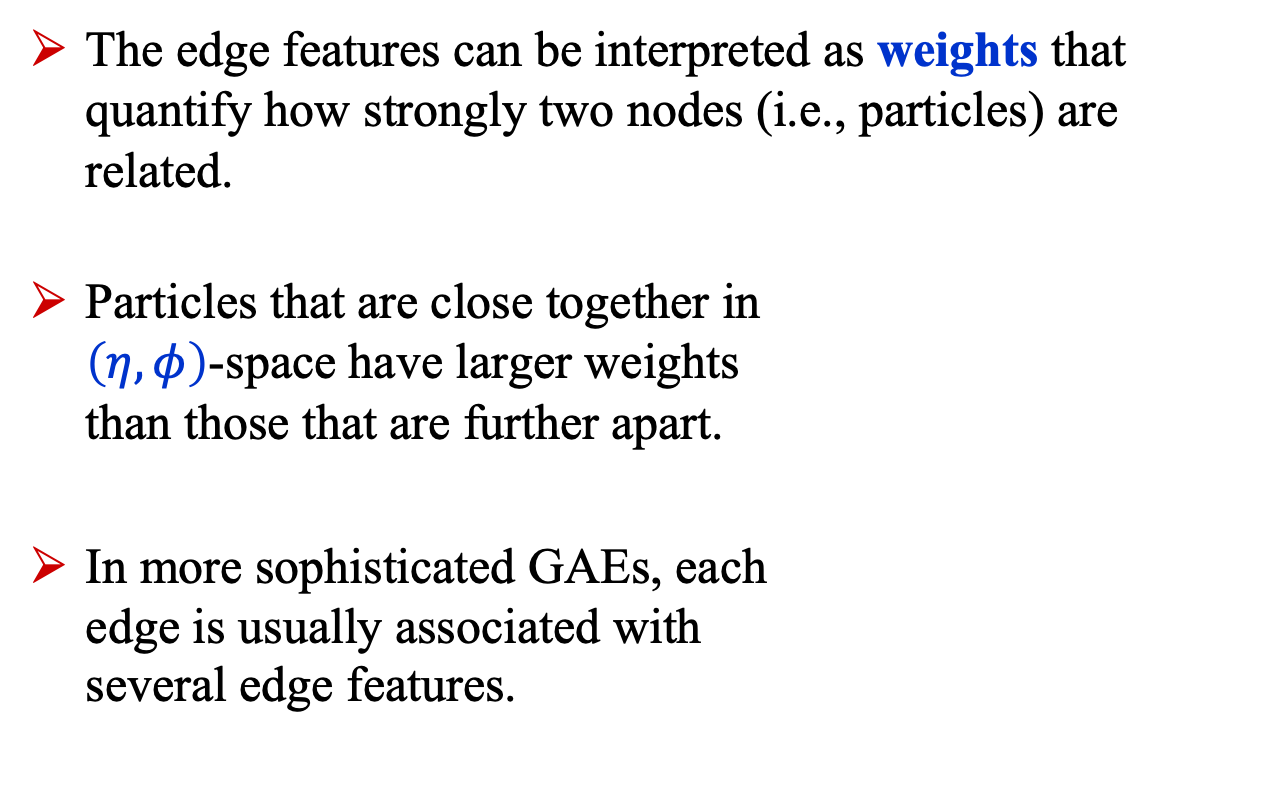 ➢ The edge features can be interpreted as weights that
quantify how strongly two nodes (i.e., particles) are
related.
➢ Particles that are close together in
(η, ϕ)-space have larger weights
than those that are further apart.
➢ In more sophisticated GAEs, each
edge is usually associated with
several edge features.